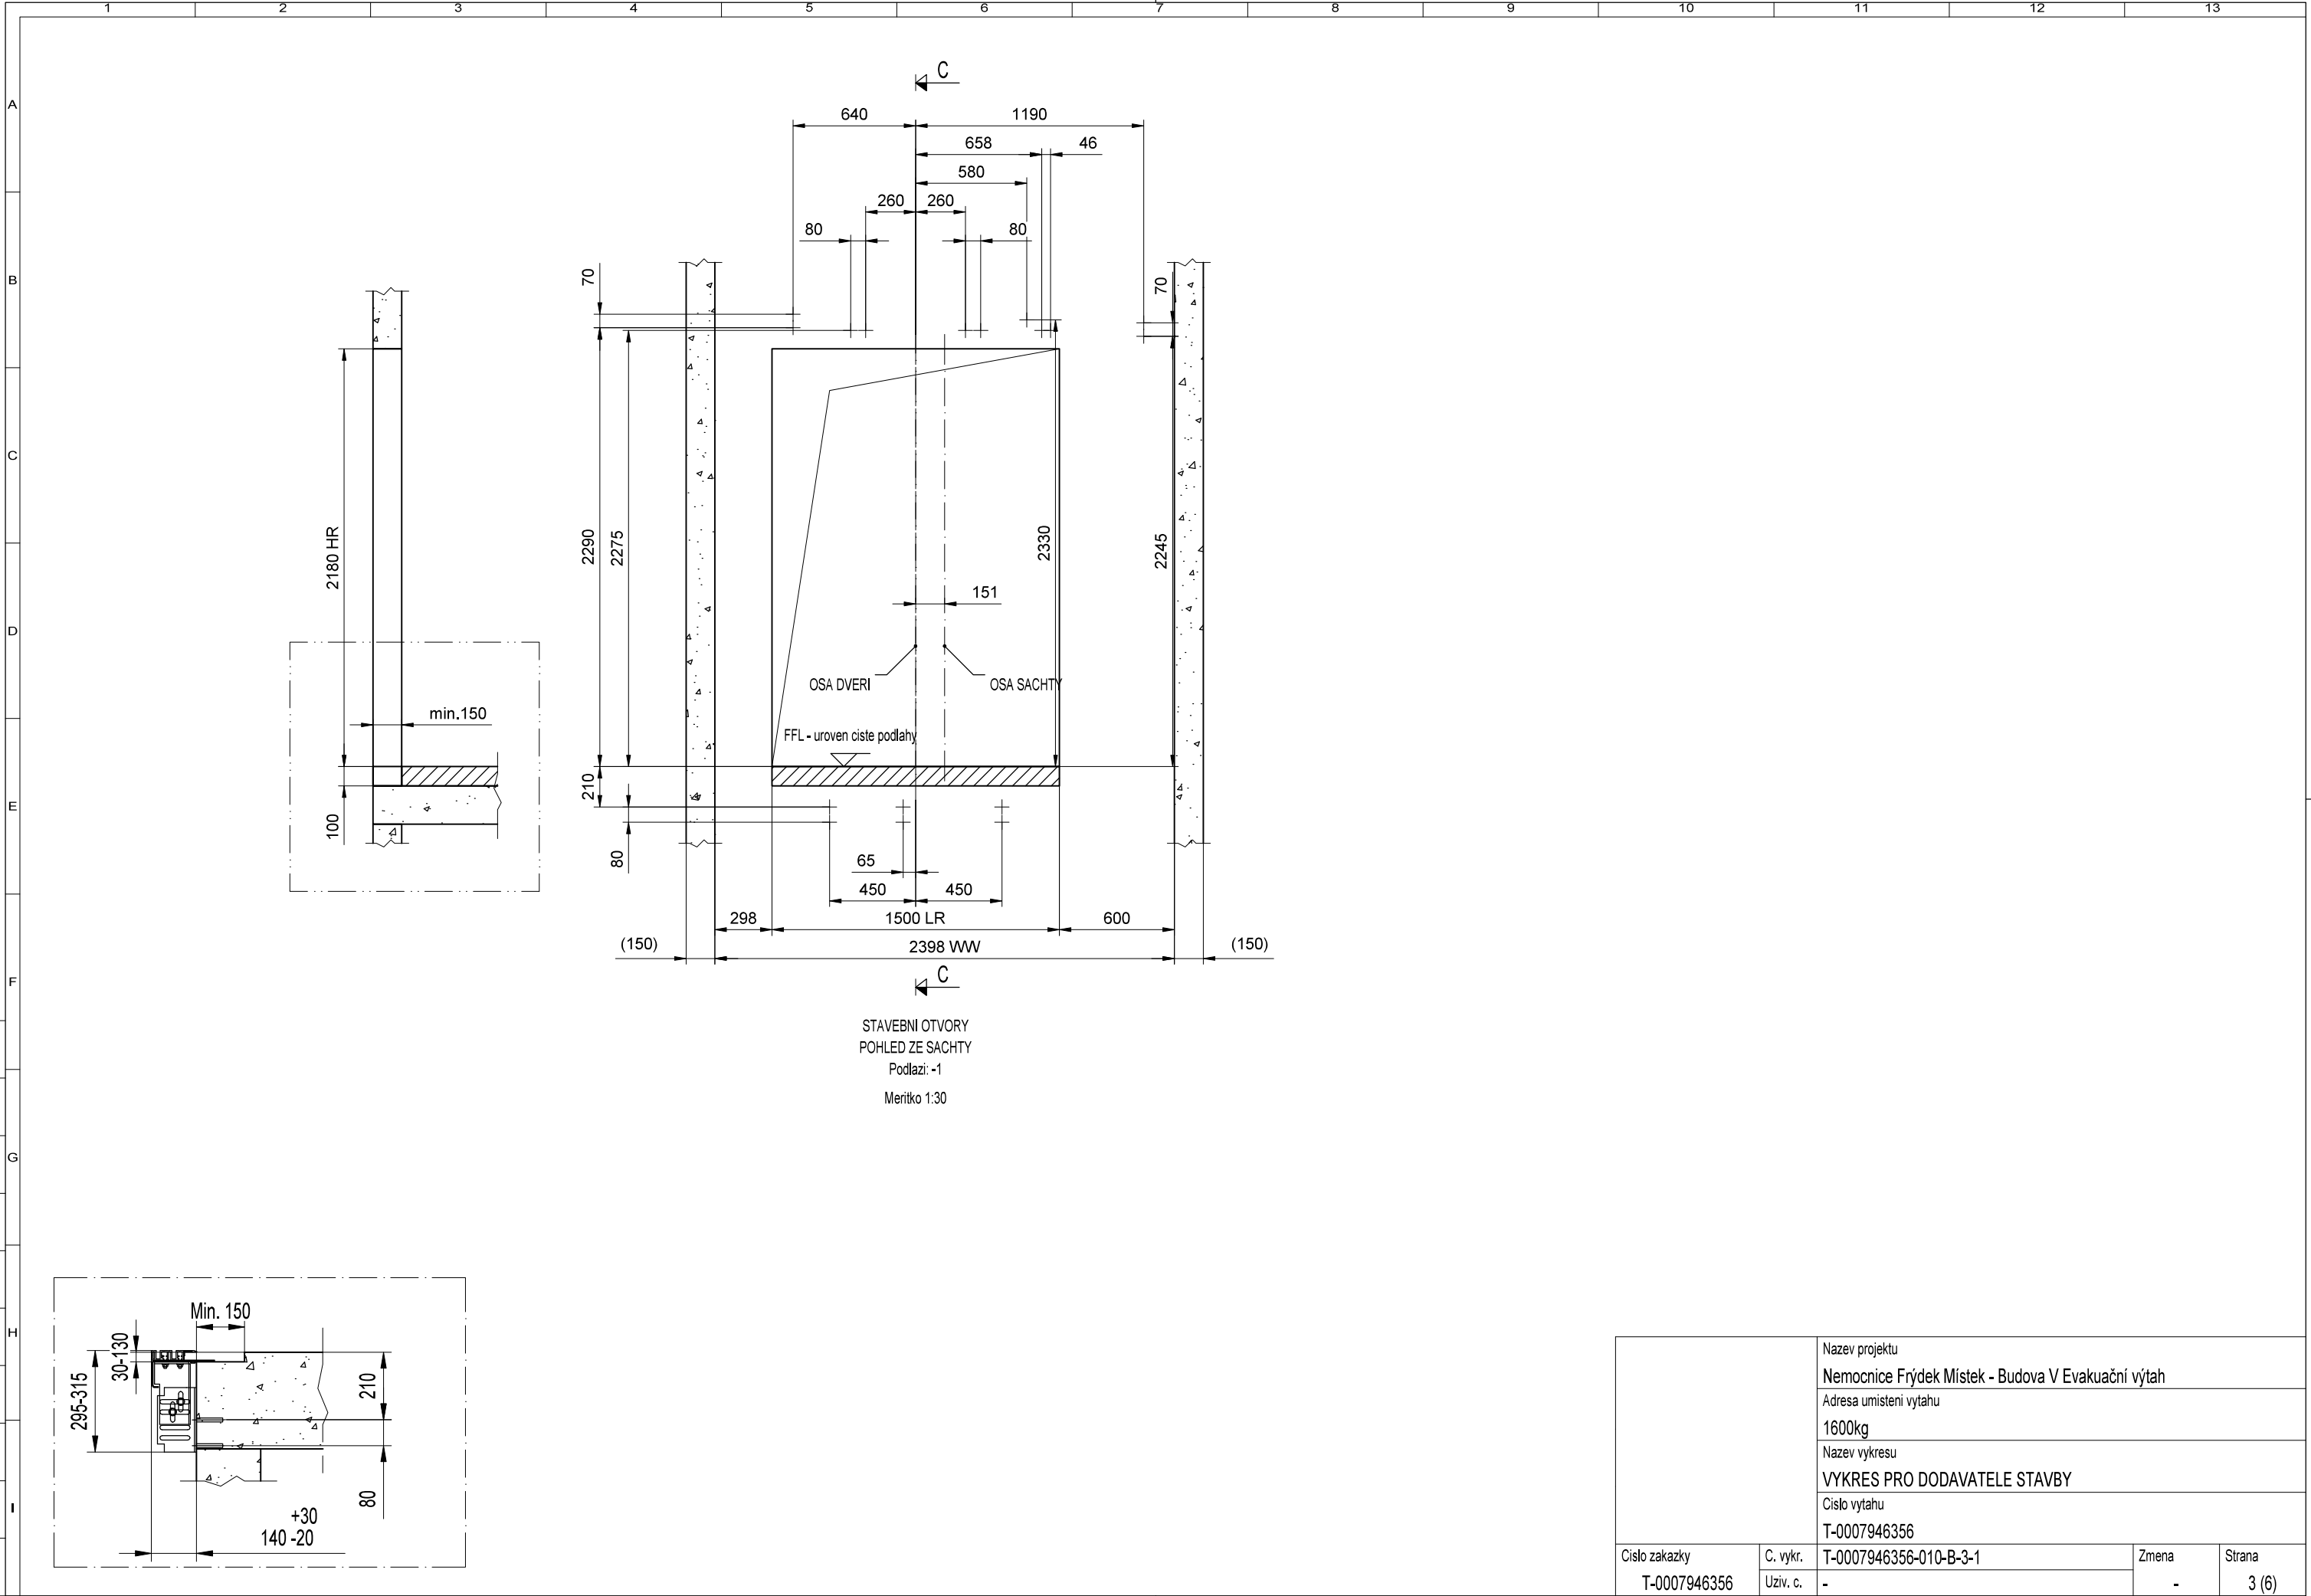 1 2 3 4 5 6 7 8 9 10 11 12 13
A
B
C
D
E
F
G
H
I
C
640 1190
658 46
580
260 260
80 80
70
70
2180 HR
2290
2275
2330
2245
151
OSA DVERI
OSA SACHTY
min.150
FFL - uroven ciste podlahy
210
100
80
65
450 450
298 1500 LR 600
(150) 2398 WW (150)
C
STAVEBNI OTVORY
POHLED ZE SACHTY
Podlazi: -1
Meritko 1:30
Min. 150
30-130
295-315
210
80
+30
140 -20
Nazev projektu
Nemocnice Frýdek Místek - Budova V Evakuační výtah
Adresa umisteni vytahu
1600kg
Nazev vykresu
VYKRES PRO DODAVATELE STAVBY
Cislo vytahu
T-0007946356
Cislo zakazky C. vykr. T-0007946356-010-B-3-1 Zmena Strana
T-0007946356 Uziv. c. - - 3 (6)